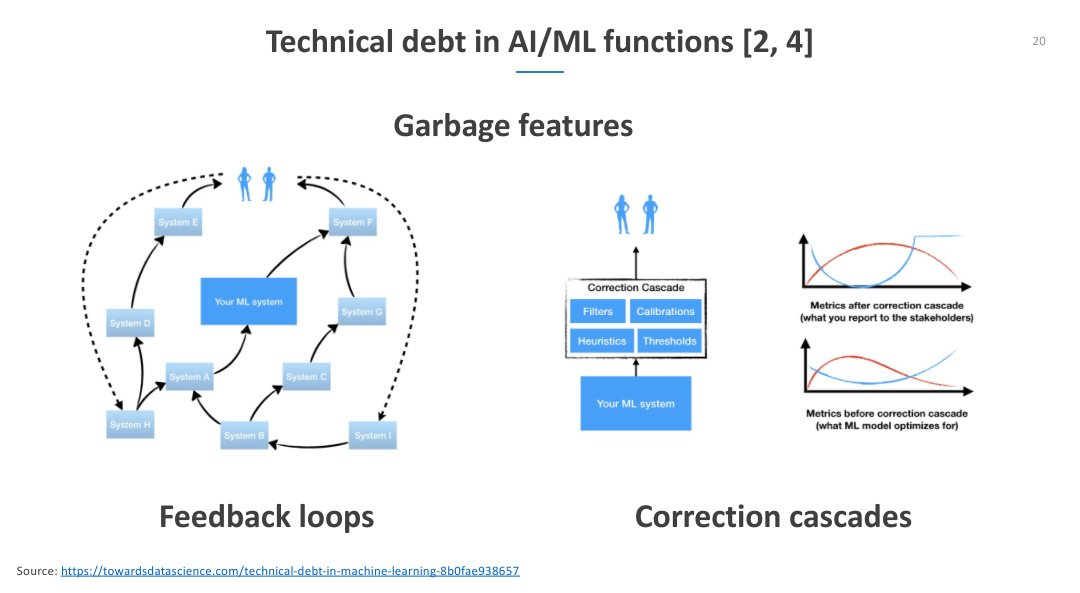 Technical debt in AI/ML functions [2, 4]
20
Garbage features
System E
System F
Your ML system
System D
System G
System A
System C
System H
System B
System I
Feedback loops
Correction Cascade
Filters
Calibrations
Heuristics
Thresholds
Your ML system
Metrics after correction cascade
(what you report to the stakeholders)
Metrics before correction cascade
(what ML model optimizes for)
Correction cascades
Source: https://towardsdatascience.com/technical-debt-in-machine-learning-8b0fae938657